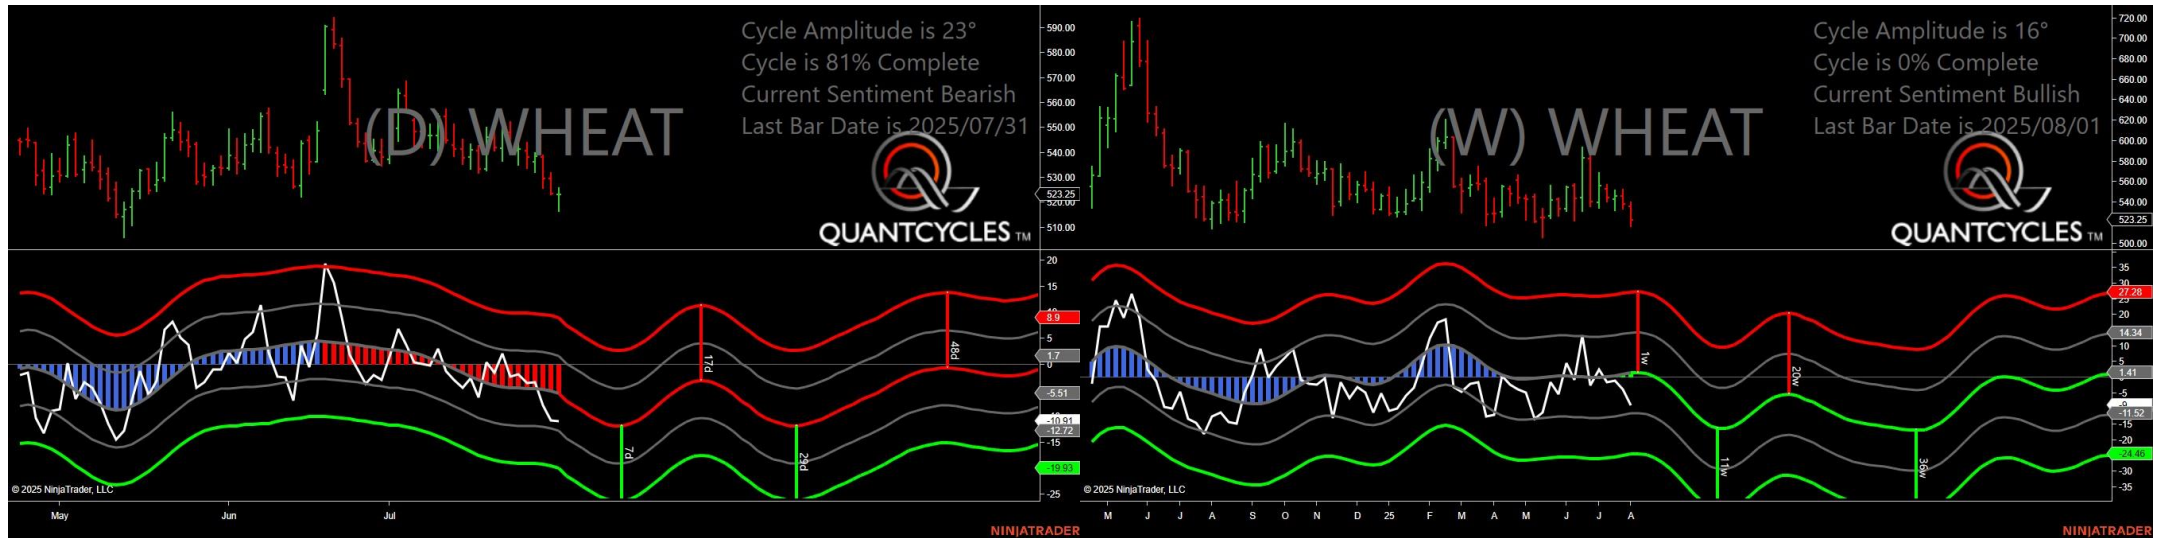 Cycle Amplitude is 23°
Cycle is 81% Complete
Current Sentiment Bearish
Last Bar Date is 2025/07/31
(D) WHEAT
QUANTCYCLES TM
590.00
580.00
570.00
560.00
550.00
540.00
530.00
523.25
520.00
510.00
20
15
8.9
5
1.7
0
-5.51
-10.91
-12.72
-15
-19.93
-25
17d
48d
7d
29d
© 2025 NinjaTrader, LLC
May
Jun
Jul
NINJATRADER
Cycle Amplitude is 16°
Cycle is 0% Complete
Current Sentiment Bullish
Last Bar Date is 2025/08/01
(W) WHEAT
QUANTCYCLES TM
720.00
700.00
680.00
660.00
640.00
620.00
600.00
580.00
560.00
540.00
523.25
500.00
35
27.28
25
20
14.34
10
5
1.41
-5
-11.52
-15
-20
-24.46
-30
-35
1w
20w
11w
36w
© 2025 NinjaTrader, LLC
M
J
J
A
S
O
N
D
25
F
M
A
M
J
J
A
NINJATRADER